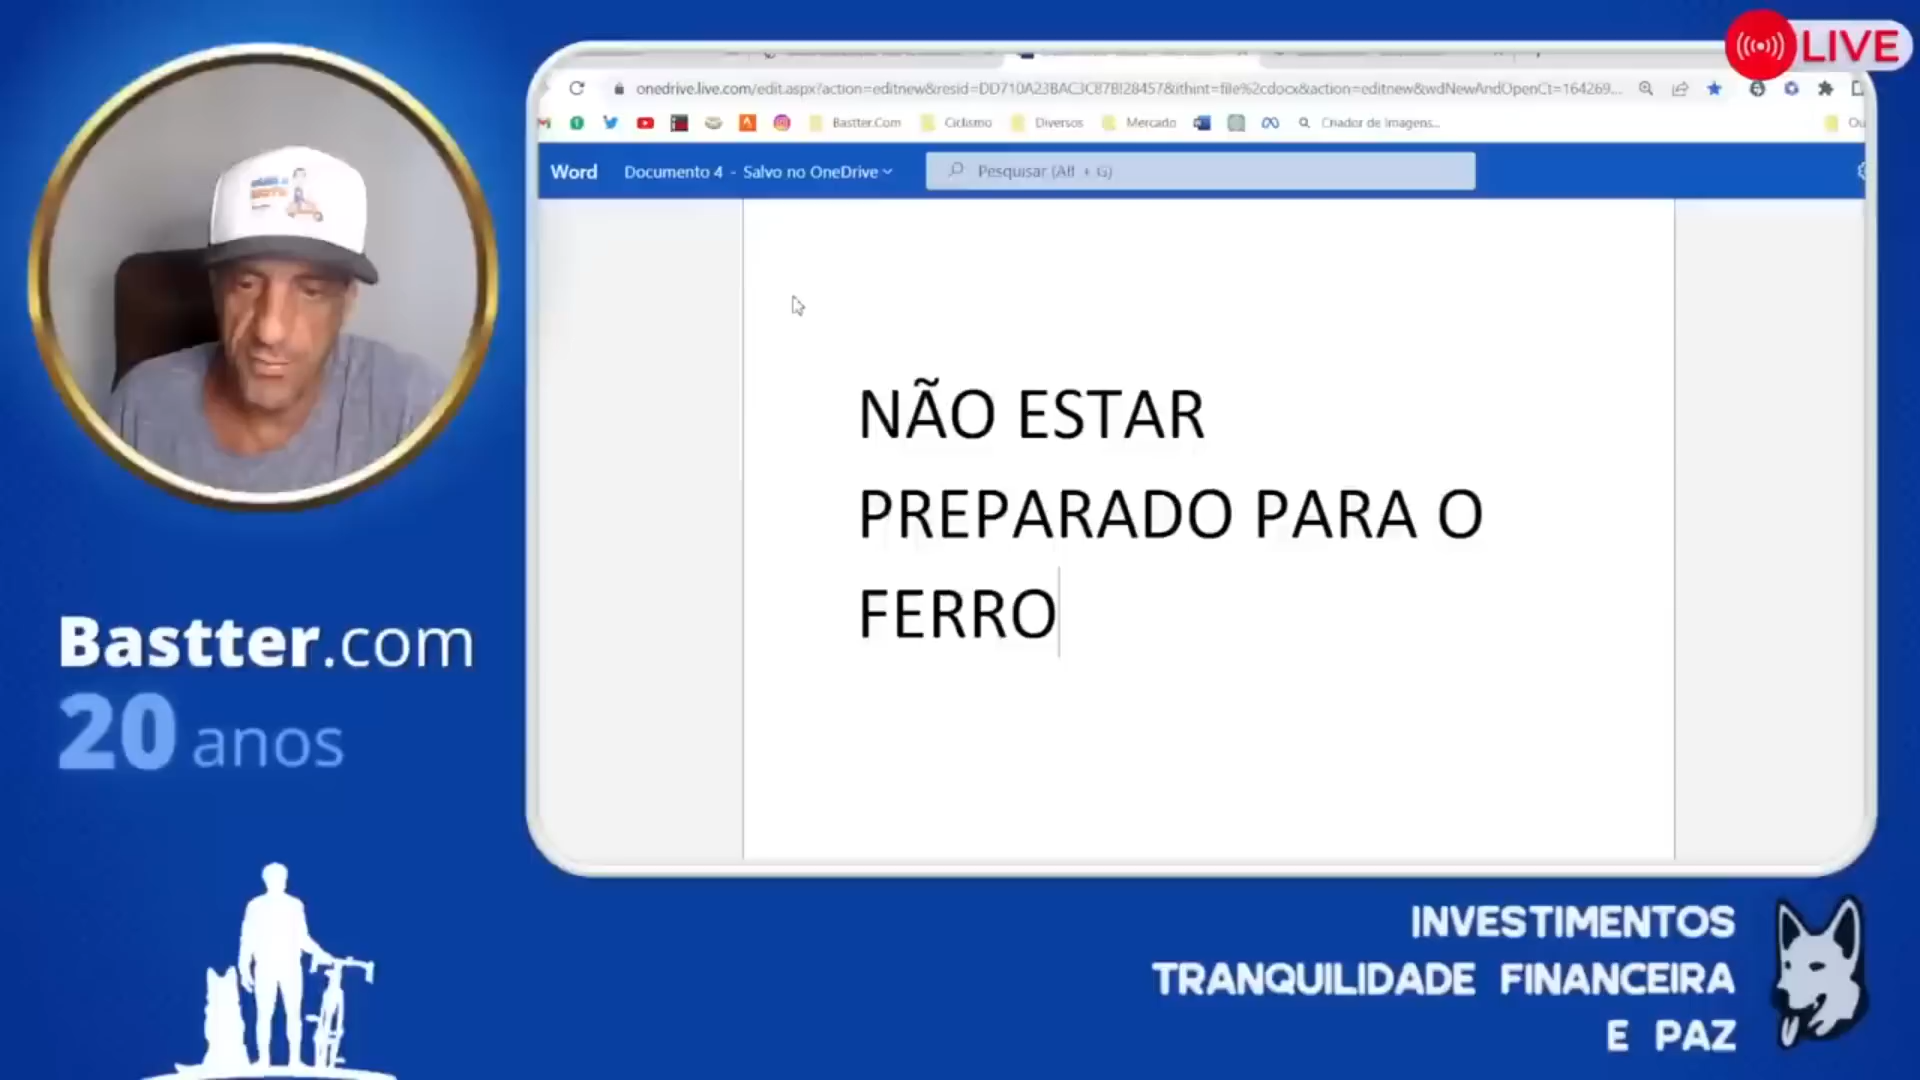 LIVE
onedrive.live.com/edit.aspx?action=editnew&resid=DD710A23BAC3C87B!28457&ithint=file%2cdocx&action=editnew&wdNewAndOpenCt=164269...
Bastter.Com Ciclismo Diversos Mercado Criador de Imagens... Ou
Word Documento 4 - Salvo no OneDrive Pesquisar (Alt + G)
NÃO ESTAR
PREPARADO PARA O
FERRO
Bastter.com
20 anos
INVESTIMENTOS
TRANQUILIDADE FINANCEIRA
E PAZ